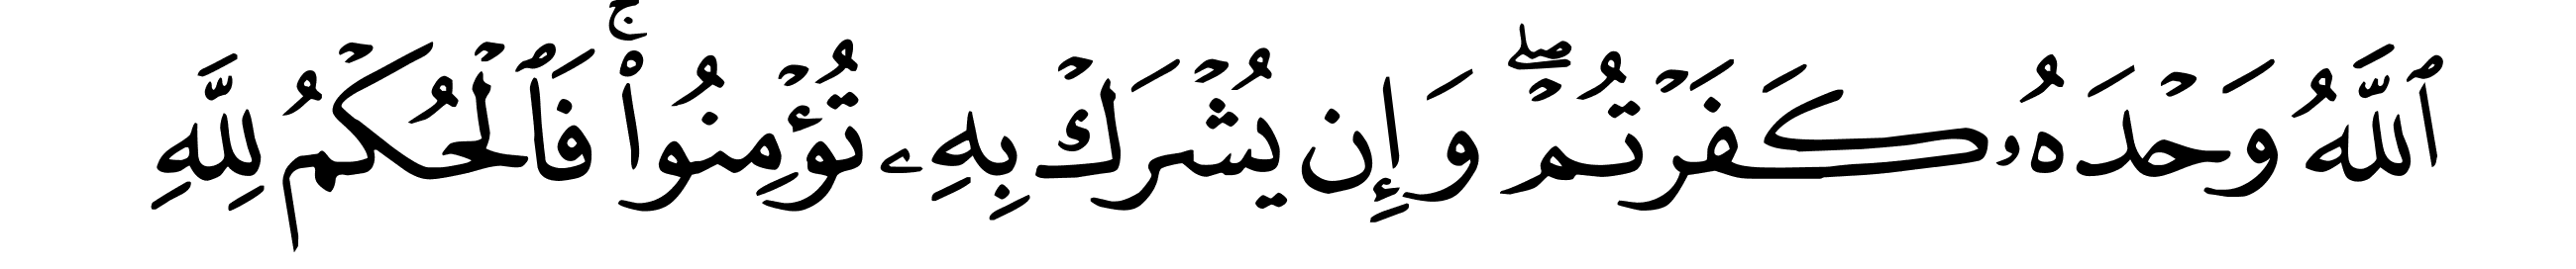 ٱللَّهُ وَحْدَهُۥ كَفَرْتُمْ ۖ وَإِن يُشْرَكْ بِهِۦ تُؤْمِنُوا۟ ۚ فَٱلْحُكْمُ لِلَّهِ